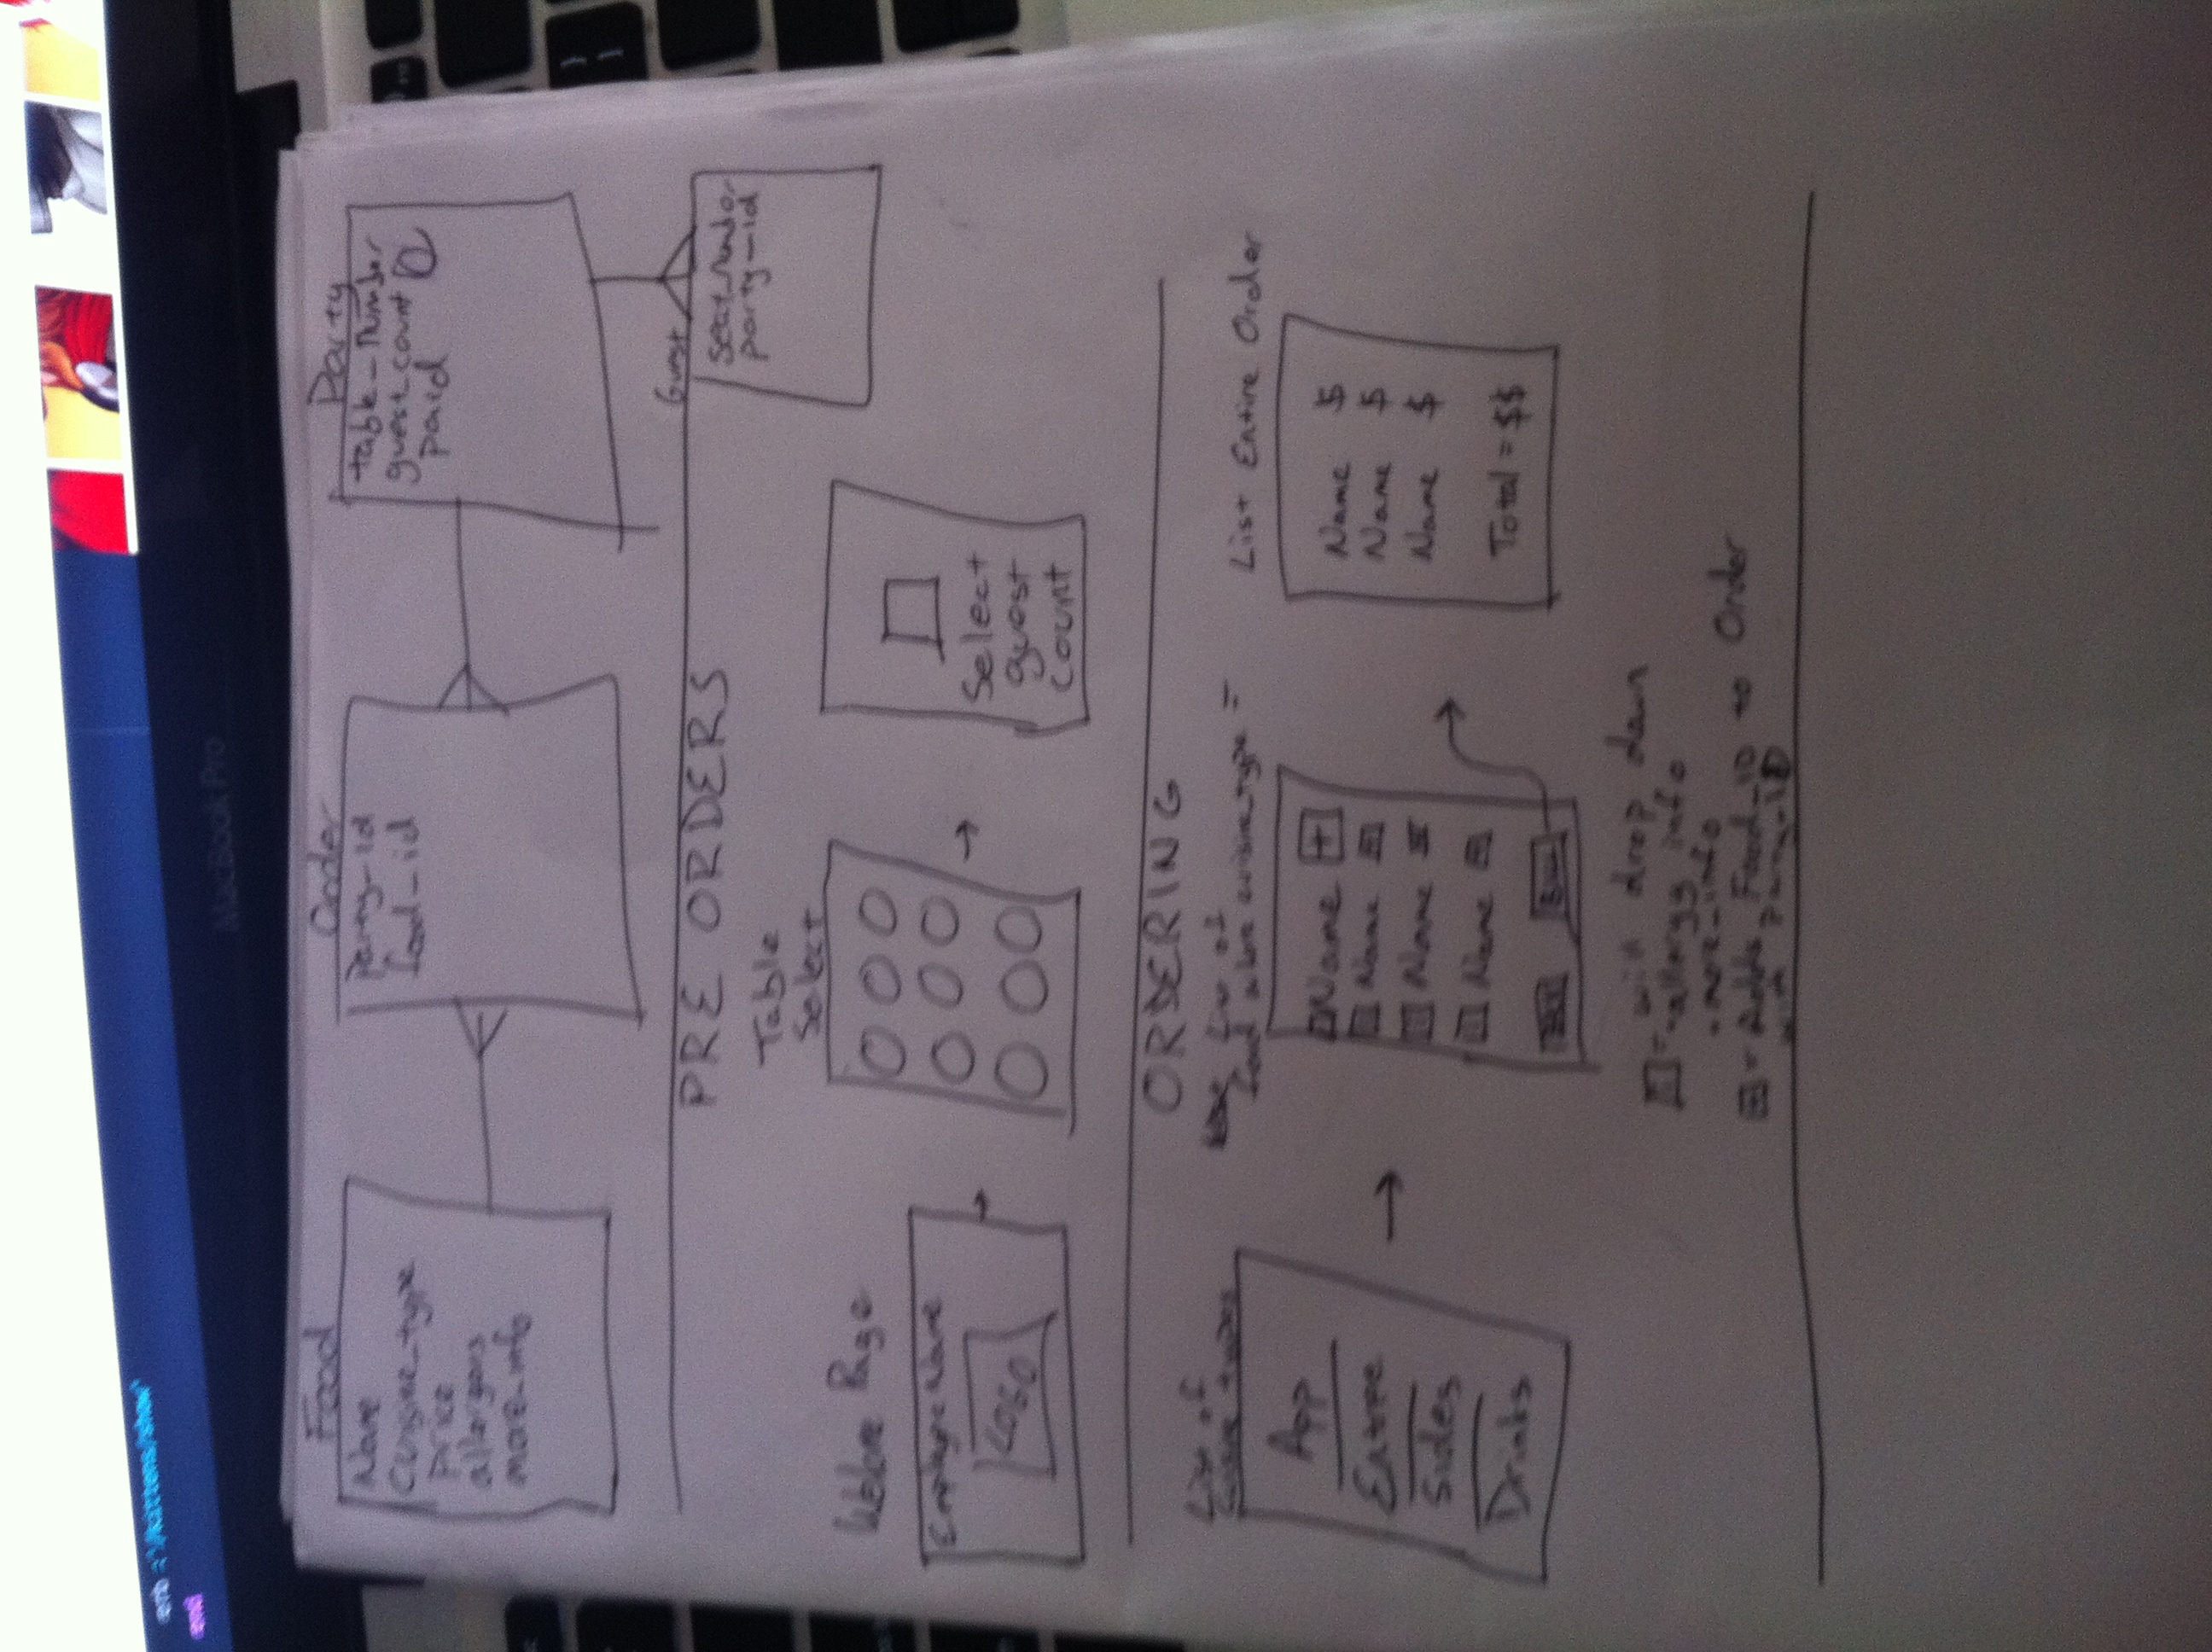 erb :'/kittens/show'
end
MacBook Pro
Food
Name
cuisine_type
price
allergens
more_info
Order
party_id
food_id
Party
table_number
guest_count
paid
Guest
seat_number
party_id
PRE ORDERS
Welcome Page
Employee Name
LOGO
Table
Select
Select
guest
count
ORDERING
List of
cuisine types
App
Entree
Sides
Drinks
List of
food where cuisine_type =
Name +
Name +
Name
Name
List Entire Order
Name $
Name $
Name $
Total = $$
= will drop down
- allergy info
- more_info
= Adds Food_ID to Order
with party_ID